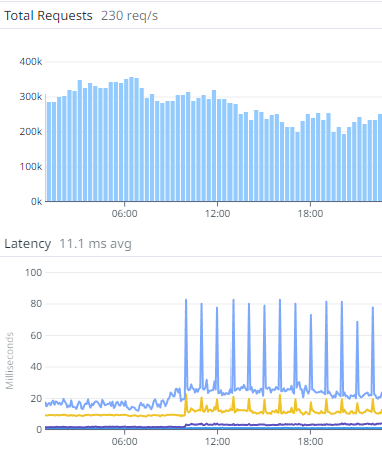 Total Requests 230 req/s
400k
300k
200k
100k
0k
06:00 12:00 18:00
Latency 11.1 ms avg
Milliseconds
100
80
60
40
20
0
06:00 12:00 18:00